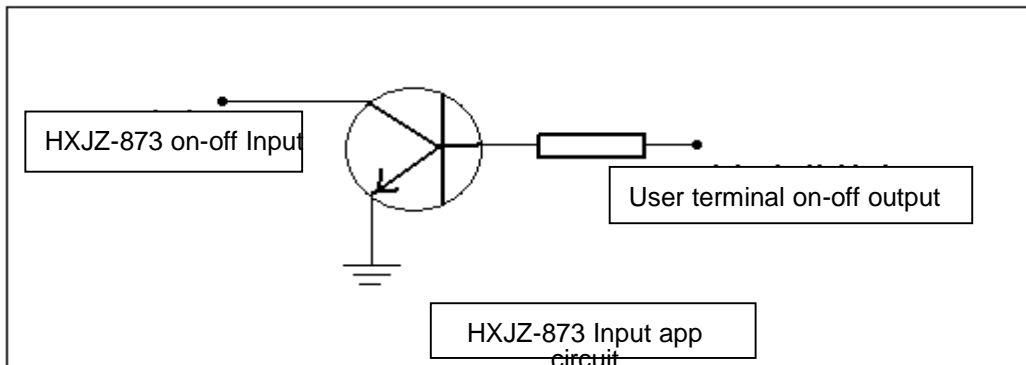 HXJZ-873 on-off Input
User terminal on-off output
HXJZ-873 Input app
circuit